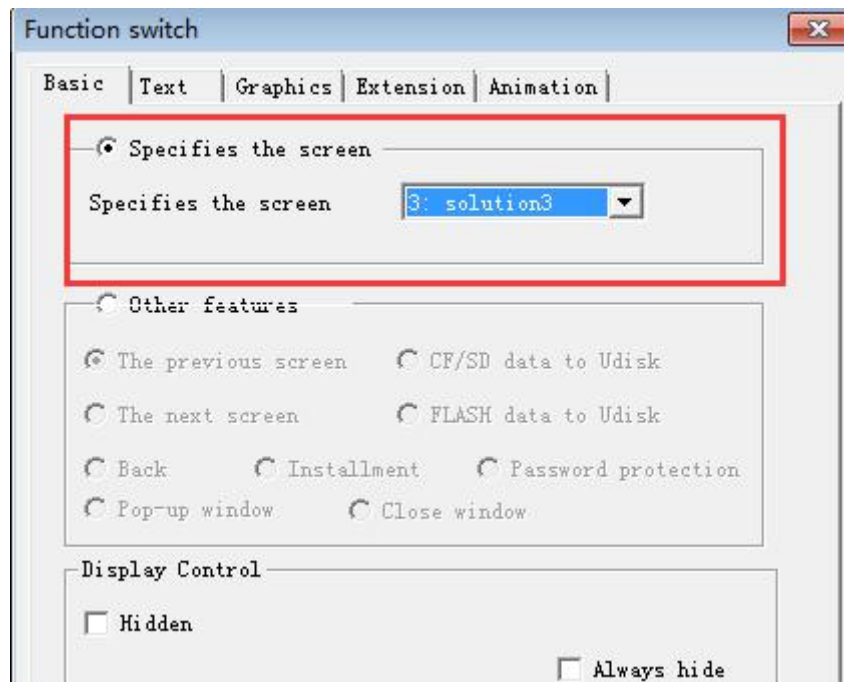 Function switch
Basic Text Graphics Extension Animation
Specifies the screen
Specifies the screen 3: solution3
Other features
The previous screen CF/SD data to Udisk
The next screen FLASH data to Udisk
Back Installment Password protection
Pop-up window Close window
Display Control
Hidden
Always hide